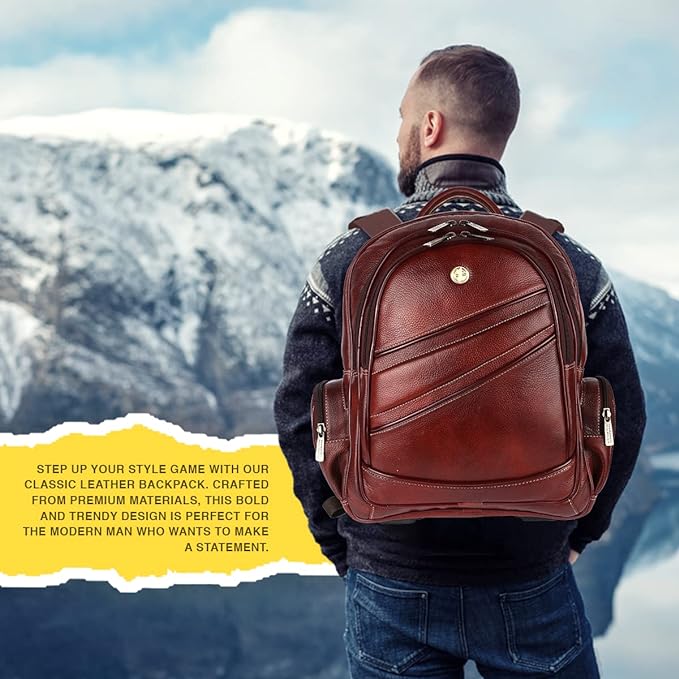 STEP UP YOUR STYLE GAME WITH OUR
CLASSIC LEATHER BACKPACK. CRAFTED
FROM PREMIUM MATERIALS, THIS BOLD
AND TRENDY DESIGN IS PERFECT FOR
THE MODERN MAN WHO WANTS TO MAKE
A STATEMENT.